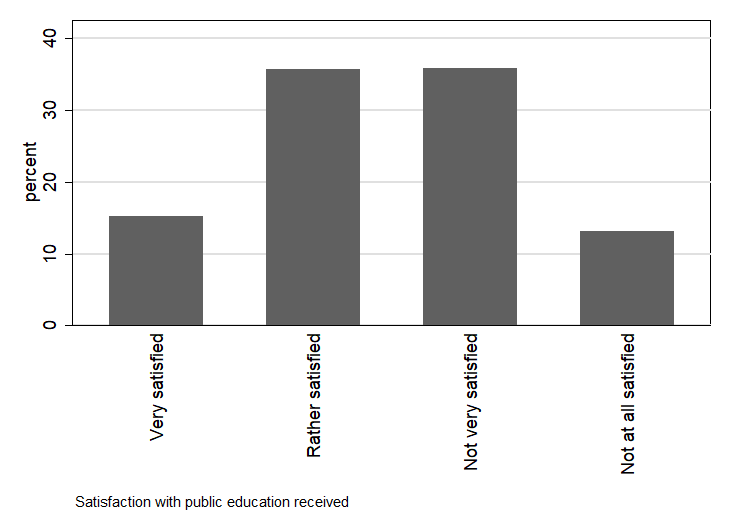 percent
40
30
20
10
0
Very satisfied
Rather satisfied
Not very satisfied
Not at all satisfied
Satisfaction with public education received